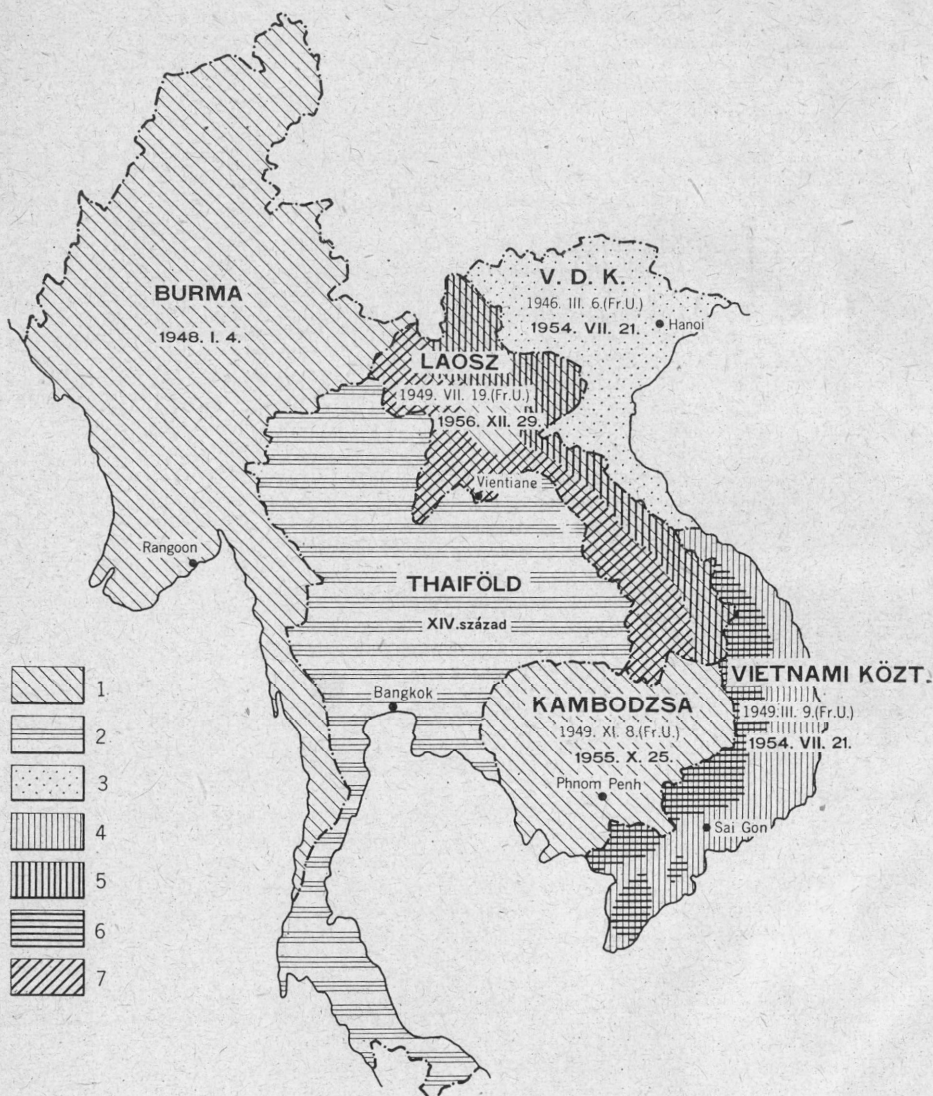 BURMA
1948. I. 4.
V. D. K.
1946. III. 6.(Fr.U.)
1954. VII. 21.
Hanoi
LAOSZ
1949. VII. 19.(Fr.U.)
1956. XII. 29.
Vientiane
Rangoon
THAIFÖLD
XIV.század
Bangkok
VIETNAMI KÖZT.
1949.III. 9.(Fr.U.)
1954. VII. 21.
KAMBODZSA
1949. XI. 8.(Fr.U.)
1955. X. 25.
Phnom Penh
Sai Gon
1
2
3
4
5
6
7